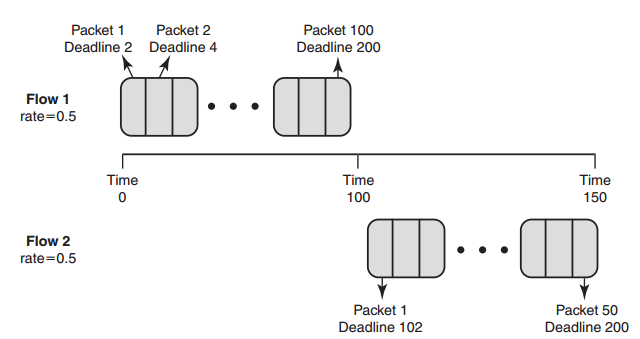 Packet 1 Packet 2 Packet 100
Deadline 2 Deadline 4 Deadline 200
Flow 1
rate=0.5
Time Time Time
0 100 150
Flow 2
rate=0.5
Packet 1 Packet 50
Deadline 102 Deadline 200